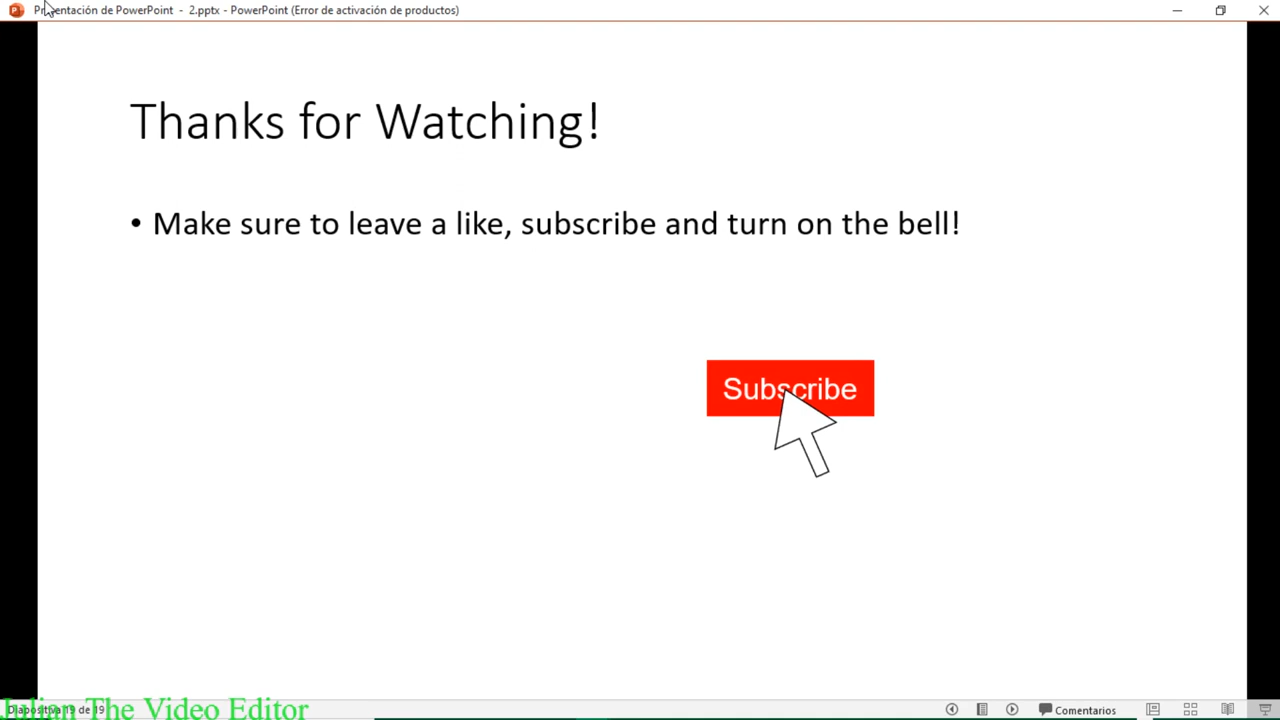 Presentación de PowerPoint - 2.pptx - PowerPoint (Error de activación de productos)
Thanks for Watching!
• Make sure to leave a like, subscribe and turn on the bell!
Subscribe
Diapositiva 19 de 19
Julian The Video Editor
Comentarios